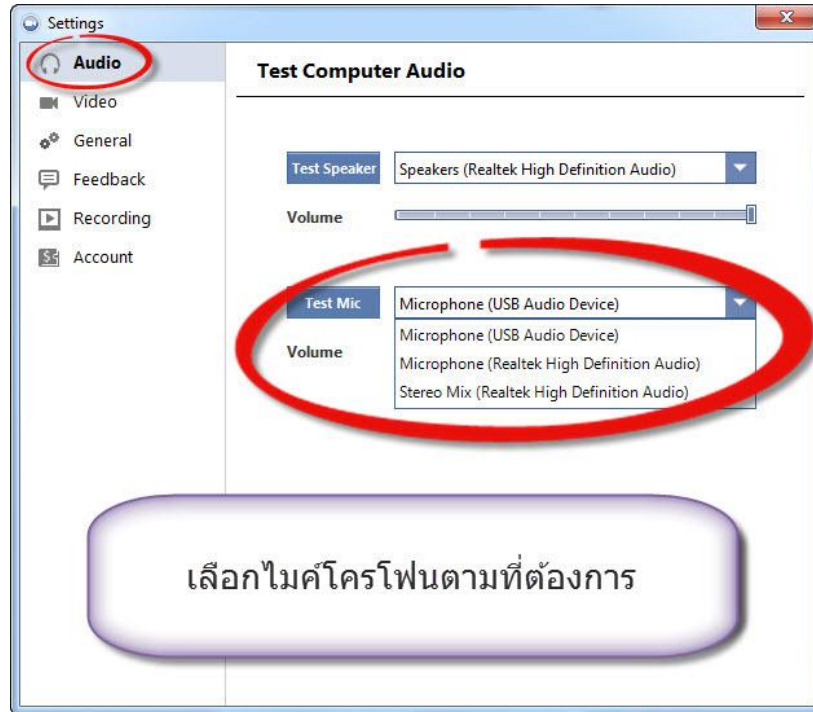 Settings
Audio
Video
General
Feedback
Recording
Account
Test Computer Audio
Test Speaker Speakers (Realtek High Definition Audio)
Volume
Test Mic Microphone (USB Audio Device)
Microphone (USB Audio Device)
Volume
Microphone (Realtek High Definition Audio)
Stereo Mix (Realtek High Definition Audio)
เลือกไมค์โครโฟนตามที่ต้องการ